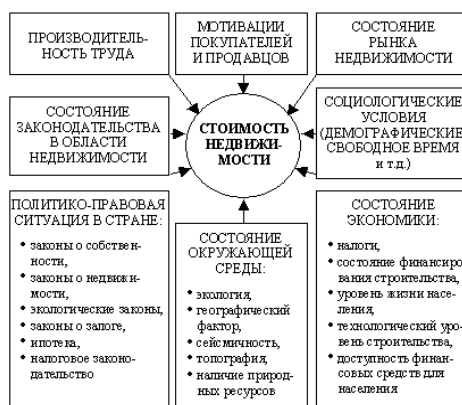 ПРОИЗВОДИТЕЛЬ-
НОСТЬ ТРУДА
МОТИВАЦИИ
ПОКУПАТЕЛЕЙ
И ПРОДАВЦОВ
СОСТОЯНИЕ
РЫНКА
НЕДВИЖИМОСТИ
СОСТОЯНИЕ
ЗАКОНОДАТЕЛЬСТВА
В ОБЛАСТИ
НЕДВИЖИМОСТИ
СТОИМОСТЬ
НЕДВИЖИ-
МОСТИ
СОЦИОЛОГИЧЕСКИЕ
УСЛОВИЯ
(ДЕМОГРАФИЧЕСКИЕ,
СВОБОДНОЕ ВРЕМЯ
и т.д.)
ПОЛИТИКО-ПРАВОВАЯ
СИТУАЦИЯ В СТРАНЕ:
• законы о собствен-
ности,
• законы о недвижи-
мости,
• экологические законы,
• законы о залоге,
• ипотека,
• налоговое законо-
дательство
СОСТОЯНИЕ
ОКРУЖАЮЩЕЙ
СРЕДЫ:
• экология,
• географический
фактор,
• сейсмичность,
• топография,
• наличие природ-
ных ресурсов
СОСТОЯНИЕ
ЭКОНОМИКИ:
• налоги,
• состояние финансиро-
вания строительства,
• уровень жизни насе-
ления,
• технологический уро-
вень строительства,
• доступность финан-
совых средств для
населения